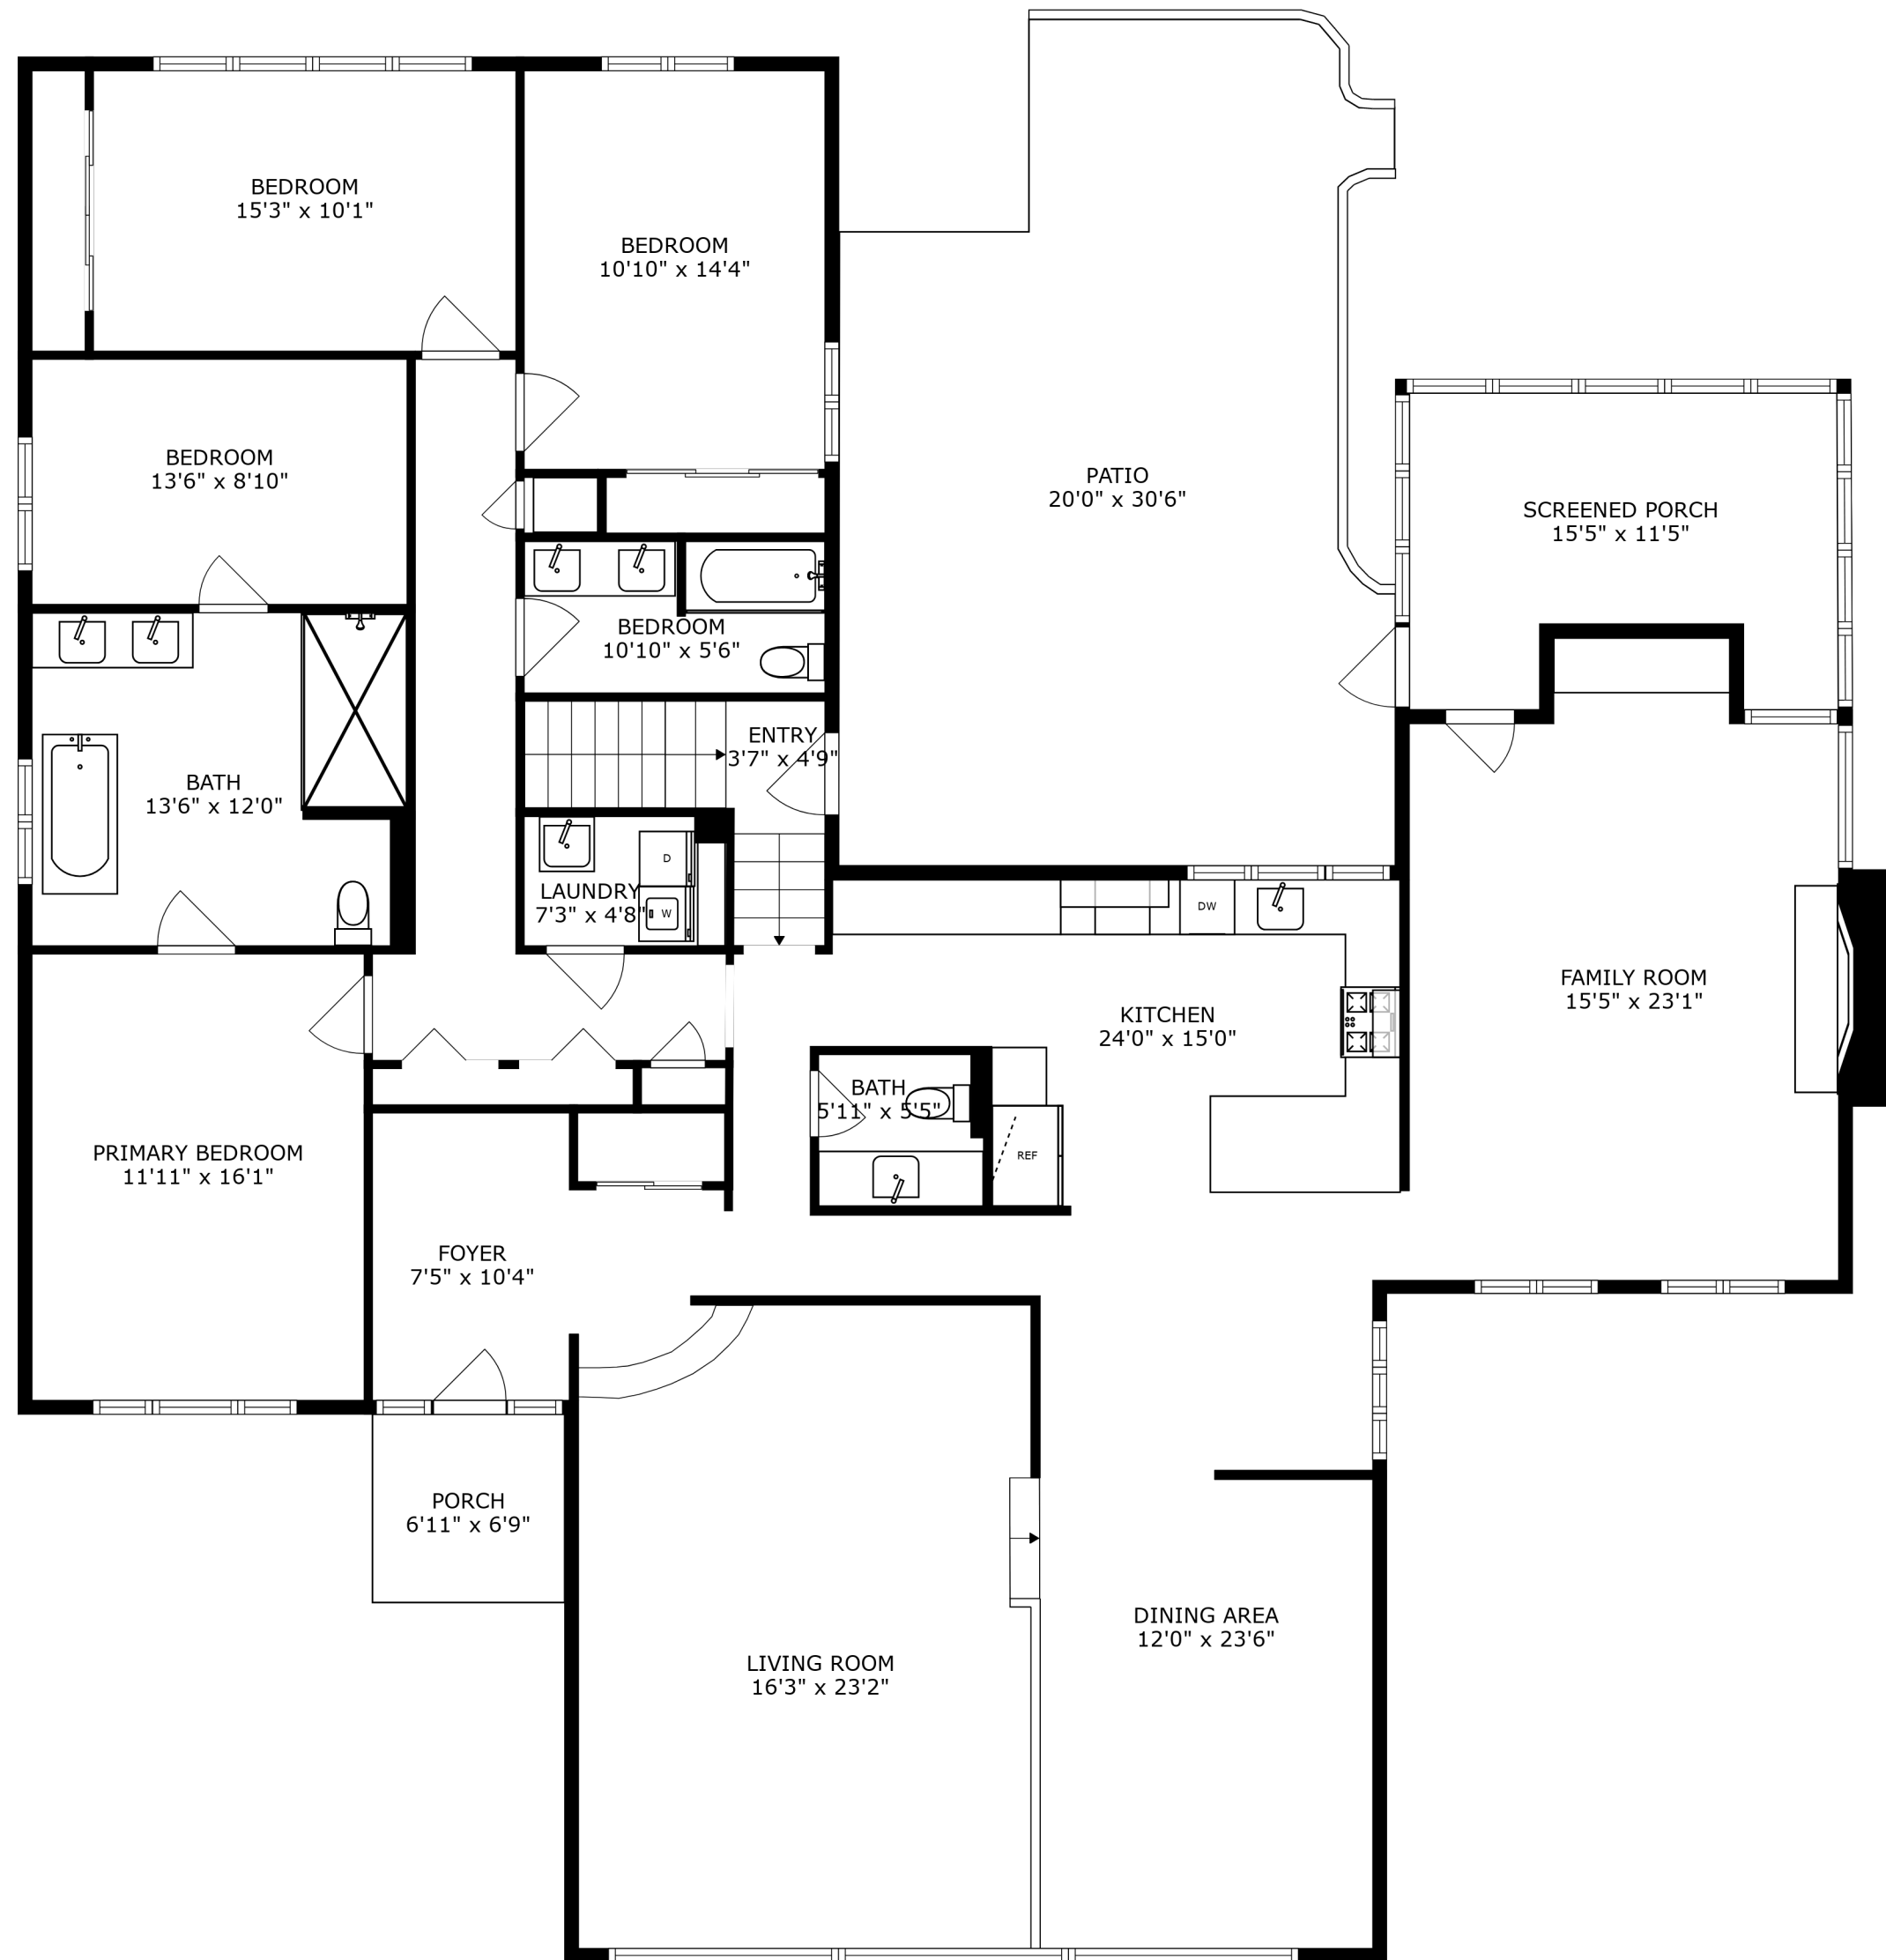 BEDROOM
15'3" x 10'1"
BEDROOM
10'10" x 14'4"
BEDROOM
13'6" x 8'10"
PATIO
20'0" x 30'6"
SCREENED PORCH
15'5" x 11'5"
BEDROOM
10'10" x 5'6"
ENTRY
3'7" x 4'9"
BATH
13'6" x 12'0"
D
LAUNDRY
7'3" x 4'8"
W
DW
FAMILY ROOM
15'5" x 23'1"
KITCHEN
24'0" x 15'0"
BATH
5'11" x 5'5"
REF
PRIMARY BEDROOM
11'11" x 16'1"
FOYER
7'5" x 10'4"
PORCH
6'11" x 6'9"
DINING AREA
12'0" x 23'6"
LIVING ROOM
16'3" x 23'2"